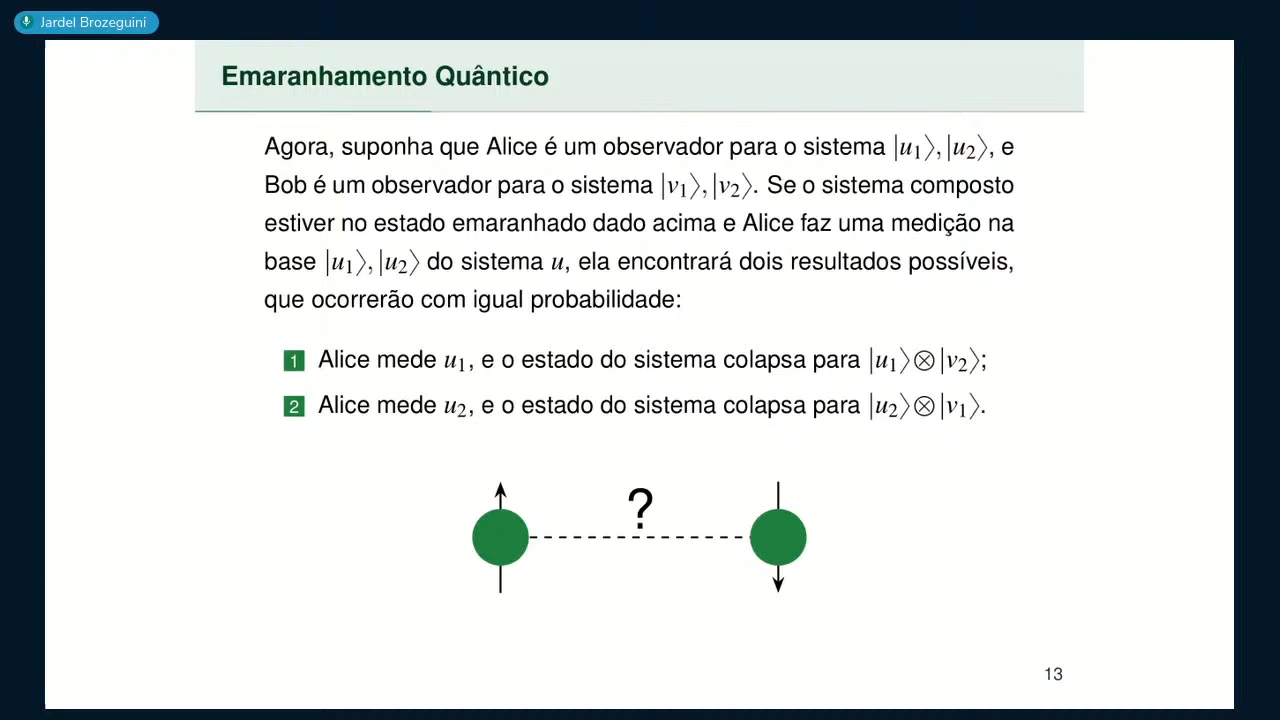 Jardel Brozeguini
Emaranhamento Quântico
Agora, suponha que Alice é um observador para o sistema |u₁⟩,|u₂⟩, e
Bob é um observador para o sistema |v₁⟩,|v₂⟩. Se o sistema composto
estiver no estado emaranhado dado acima e Alice faz uma medição na
base |u₁⟩,|u₂⟩ do sistema u, ela encontrará dois resultados possíveis,
que ocorrerão com igual probabilidade:
1 Alice mede u₁, e o estado do sistema colapsa para |u₁⟩⊗|v₂⟩;
2 Alice mede u₂, e o estado do sistema colapsa para |u₂⟩⊗|v₁⟩.
?
13